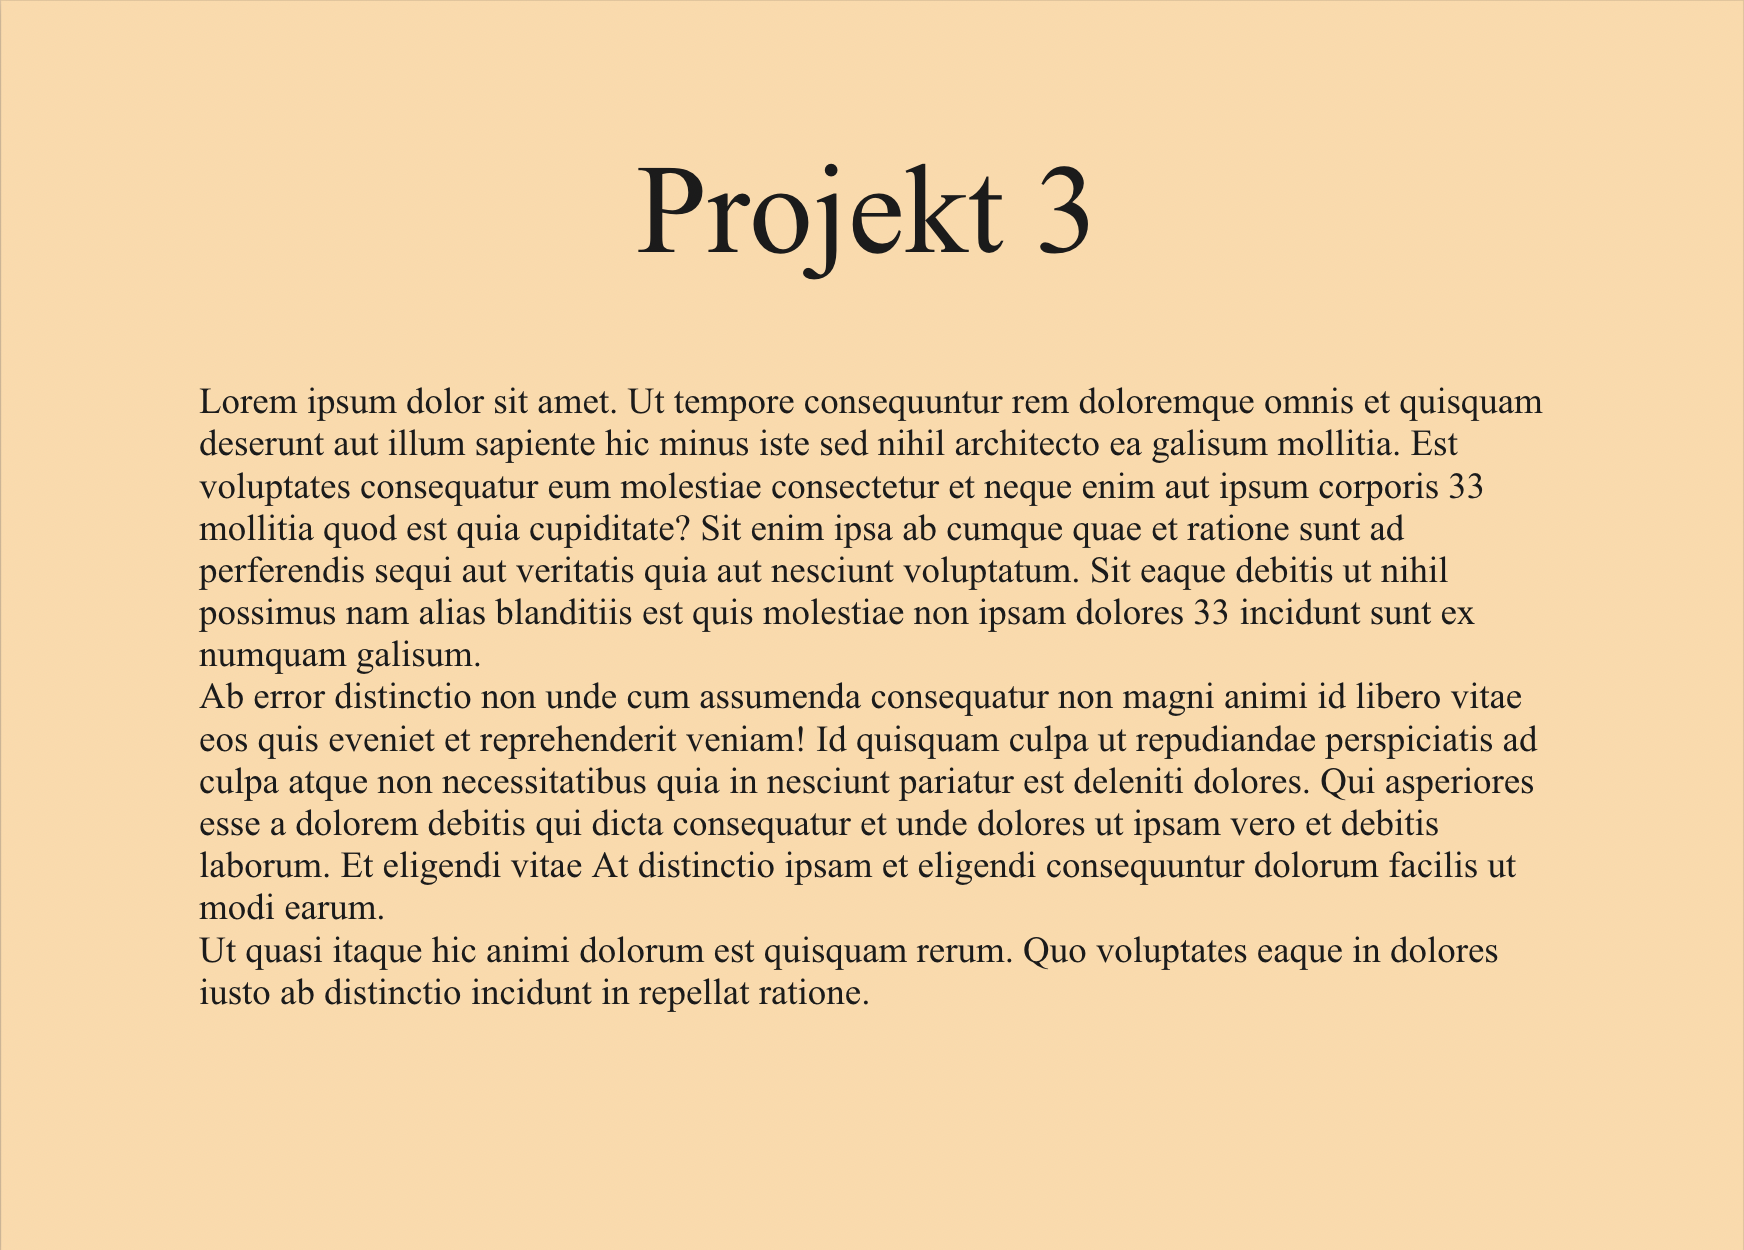 Projekt 3
Lorem ipsum dolor sit amet. Ut tempore consequuntur rem doloremque omnis et quisquam
deserunt aut illum sapiente hic minus iste sed nihil architecto ea galisum mollitia. Est
voluptates consequatur eum molestiae consectetur et neque enim aut ipsum corporis 33
mollitia quod est quia cupiditate? Sit enim ipsa ab cumque quae et ratione sunt ad
perferendis sequi aut veritatis quia aut nesciunt voluptatum. Sit eaque debitis ut nihil
possimus nam alias blanditiis est quis molestiae non ipsam dolores 33 incidunt sunt ex
numquam galisum.
Ab error distinctio non unde cum assumenda consequatur non magni animi id libero vitae
eos quis eveniet et reprehenderit veniam! Id quisquam culpa ut repudiandae perspiciatis ad
culpa atque non necessitatibus quia in nesciunt pariatur est deleniti dolores. Qui asperiores
esse a dolorem debitis qui dicta consequatur et unde dolores ut ipsam vero et debitis
laborum. Et eligendi vitae At distinctio ipsam et eligendi consequuntur dolorum facilis ut
modi earum.
Ut quasi itaque hic animi dolorum est quisquam rerum. Quo voluptates eaque in dolores
iusto ab distinctio incidunt in repellat ratione.